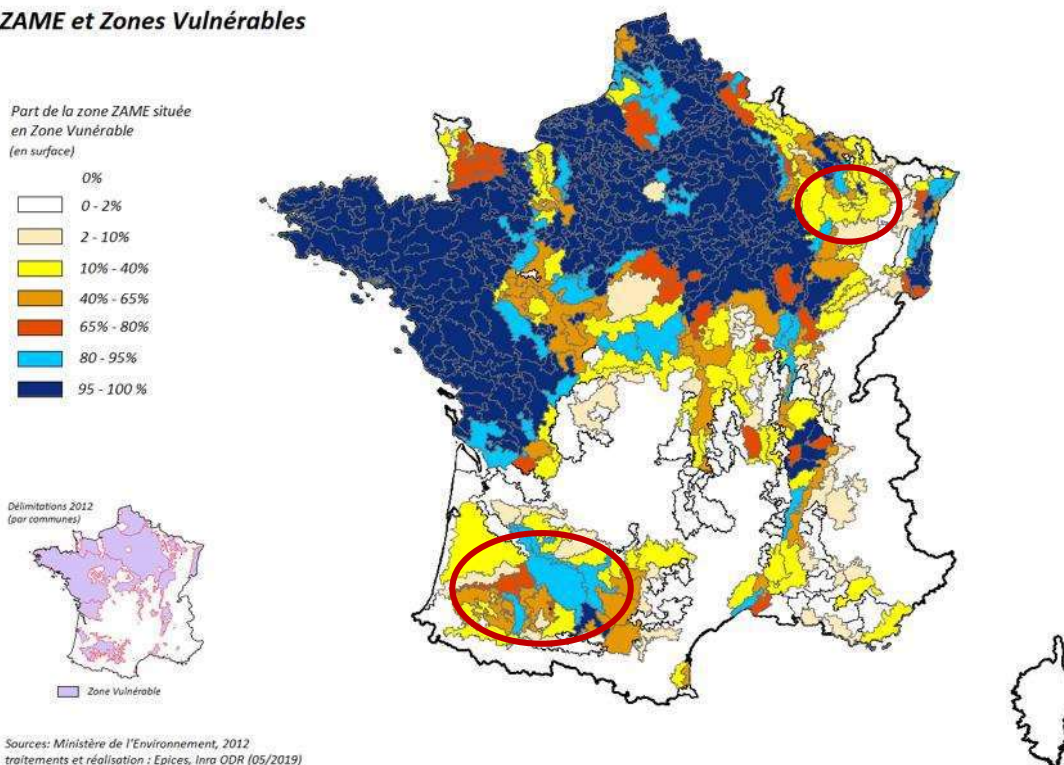 ZAME et Zones Vulnérables
Part de la zone ZAME située
en Zone Vunérable
(en surface)
0%
0 - 2%
2 - 10%
10% - 40%
40% - 65%
65% - 80%
80 - 95%
95 - 100 %
Délimitations 2012
(par communes)
Zone Vulnérable
Sources: Ministère de l'Environnement, 2012
traitements et réalisation : Epices, Inra ODR (05/2019)